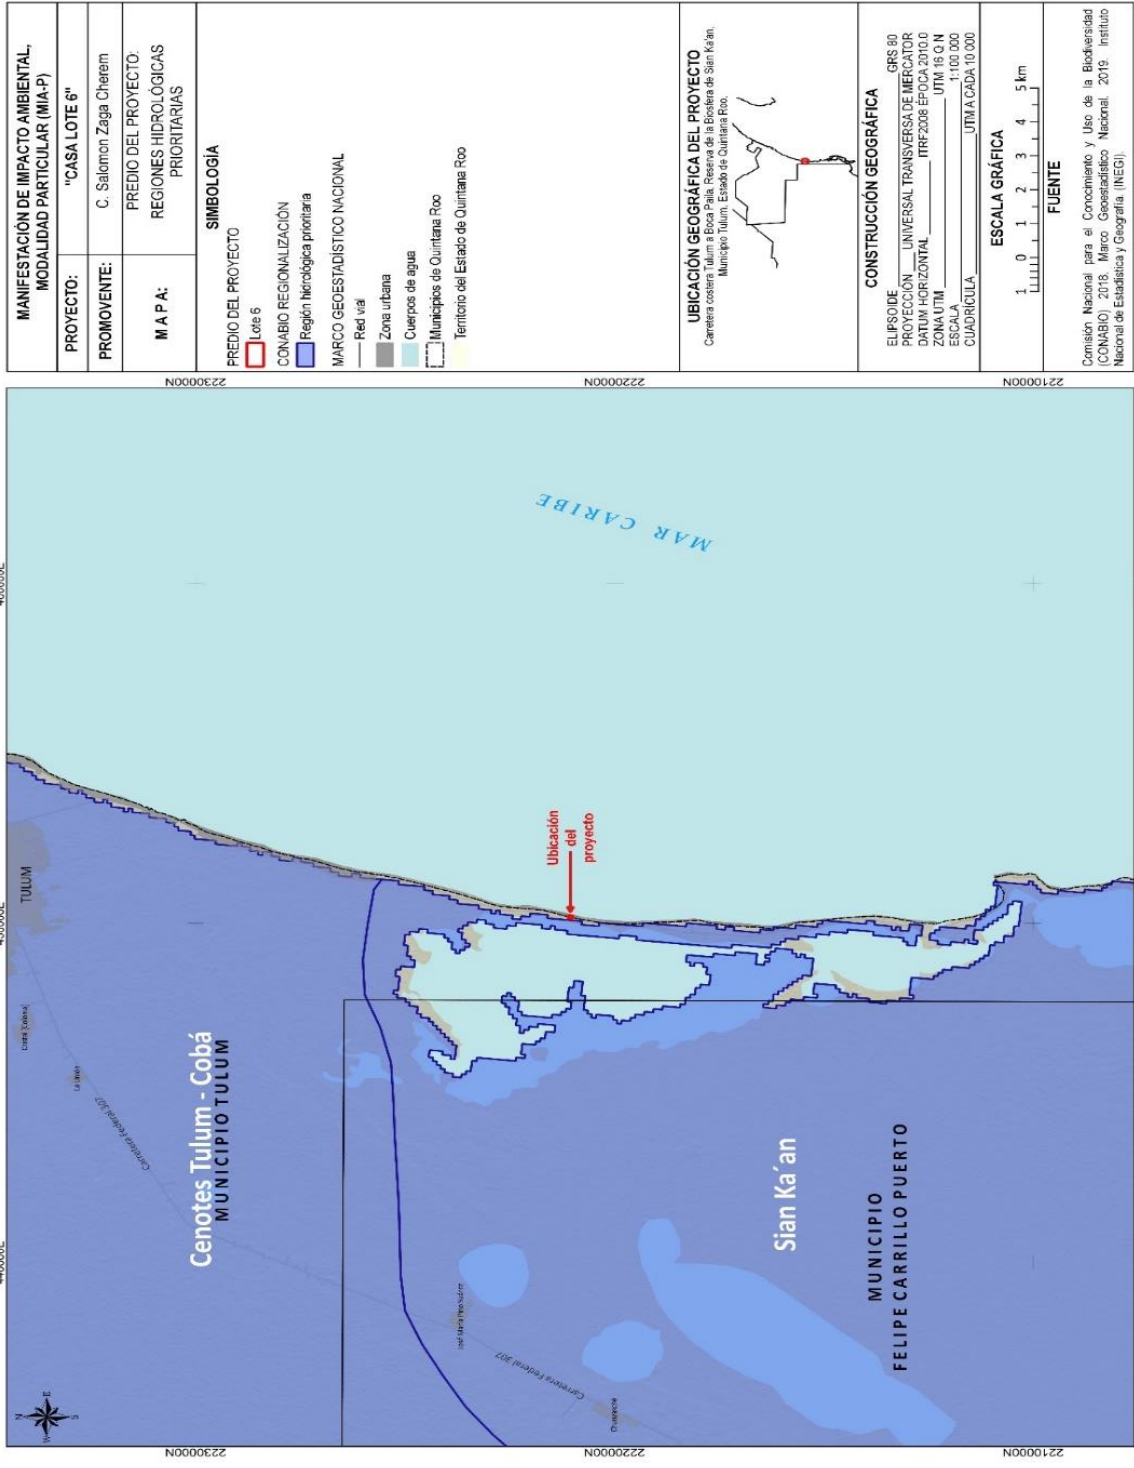 MANIFESTACIÓN DE IMPACTO AMBIENTAL,
MODALIDAD PARTICULAR (MIA-P)
PROYECTO: "CASA LOTE 6"
PROMOVENTE: C. Salomon Zaga Cherem
MAPA: PREDIO DEL PROYECTO:
REGIONES HIDROLÓGICAS
PRIORITARIAS
SIMBOLOGÍA
PREDIO DEL PROYECTO
Lote 6
CONABIO REGIONALIZACIÓN
Región hidrológica prioritaria
MARCO GEOESTADÍSTICO NACIONAL
Red vial
Zona urbana
Cuerpos de agua
Municipios de Quintana Roo
Territorio del Estado de Quintana Roo
UBICACIÓN GEOGRÁFICA DEL PROYECTO
Carretera costera Tulum a Boca Paila, Reserva de la Biosfera de Sian Ka'an,
Municipio Tulum, Estado de Quintana Roo.
CONSTRUCCIÓN GEOGRÁFICA
ELIPSOIDE GRS 80
PROYECCIÓN UNIVERSAL TRANSVERSA DE MERCATOR
DATUM HORIZONTAL ITRF2008 ÉPOCA 2010.0
ZONA UTM UTM 16 Q N
ESCALA 1:100 000
CUADRÍCULA UTM A CADA 10 000
ESCALA GRÁFICA
1 0 1 2 3 4 5 km
FUENTE
Comisión Nacional para el Conocimiento y Uso de la Biodiversidad
(CONABIO) 2018. Marco Geoestadístico Nacional, 2019. Instituto
Nacional de Estadística y Geografía. (INEGI).
2230000N
2220000N
2210000N
N
E
S
W
TULUM
La Unión
Carretera Federal 307
Cenotes Tulum - Cobá
MUNICIPIO TULUM
MAR CARIBE
Ubicación
del
proyecto
José María Pino Suárez
Carretera Federal 307
Chunyaxché
Sian Ka´an
MUNICIPIO
FELIPE CARRILLO PUERTO
2230000N
2220000N
2210000N